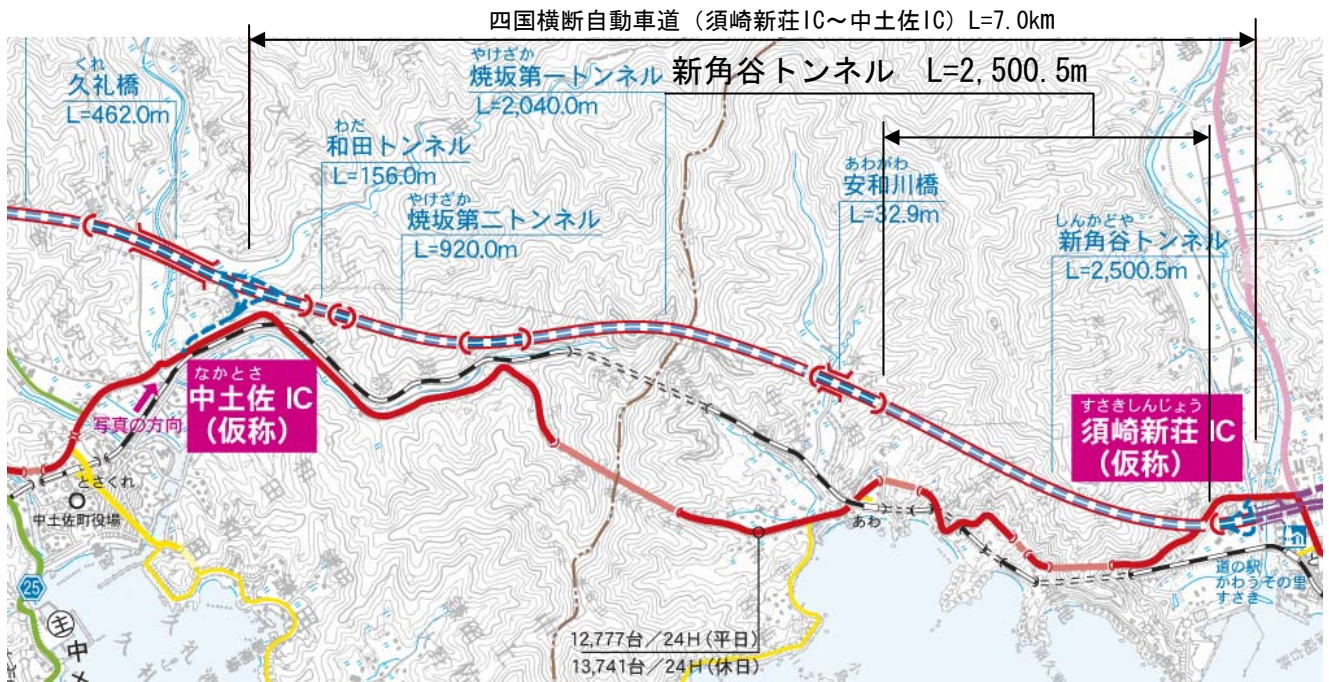 四国横断自動車道（須崎新荘IC～中土佐IC）L=7.0km
くれ
久礼橋
L=462.0m
やけざか
焼坂第一トンネル
L=2,040.0m
新角谷トンネル　L=2,500.5m
わだ
和田トンネル
L=156.0m
やけざか
焼坂第二トンネル
L=920.0m
あわがわ
安和川橋
L=32.9m
しんかどや
新角谷トンネル
L=2,500.5m
なかとさ
中土佐 IC
（仮称）
写真の方向
すさきしんじょう
須崎新荘 IC
（仮称）
とさくれ
中土佐町役場
あわ
道の駅
かわうその里
すさき
と
25
主
中
12,777台／24H（平日）
13,741台／24H（休日）